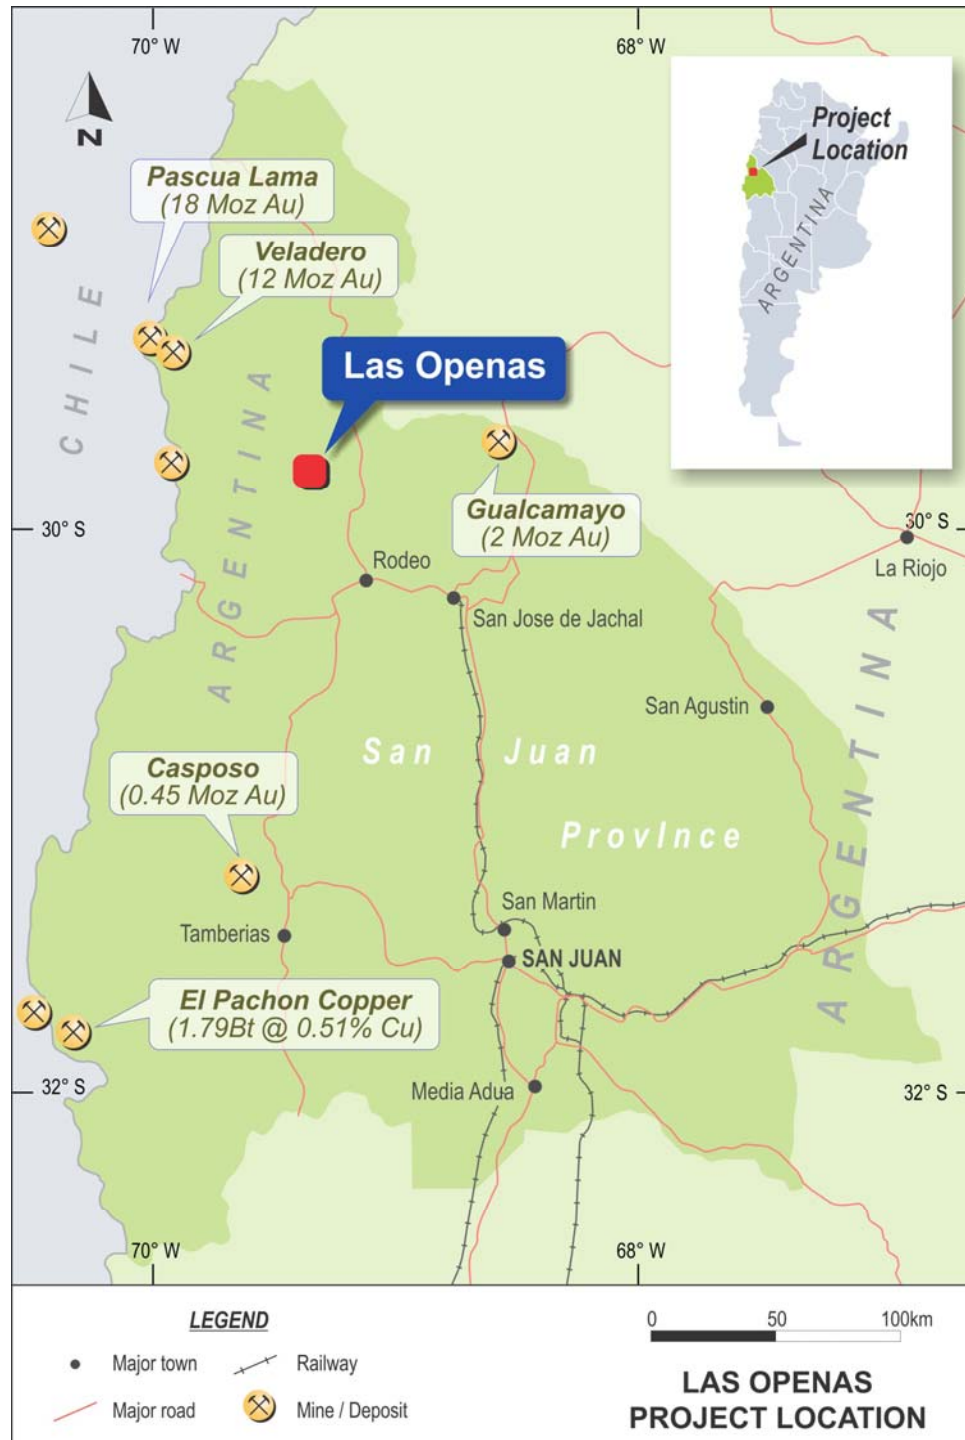 70° W
68° W
N
Project
Location
ARGENTINA
Pascua Lama
(18 Moz Au)
Veladero
(12 Moz Au)
CHILE
ARGENTINA
Las Openas
Gualcamayo
(2 Moz Au)
30° S
30° S
La Riojo
Rodeo
San Jose de Jachal
San Agustin
San Juan
Province
ARGENTINA
Casposo
(0.45 Moz Au)
San Martin
Tamberias
SAN JUAN
El Pachon Copper
(1.79Bt @ 0.51% Cu)
Media Adua
32° S
32° S
70° W
68° W
LEGEND
Major town
Railway
Major road
Mine / Deposit
0 50 100km
LAS OPENAS
PROJECT LOCATION